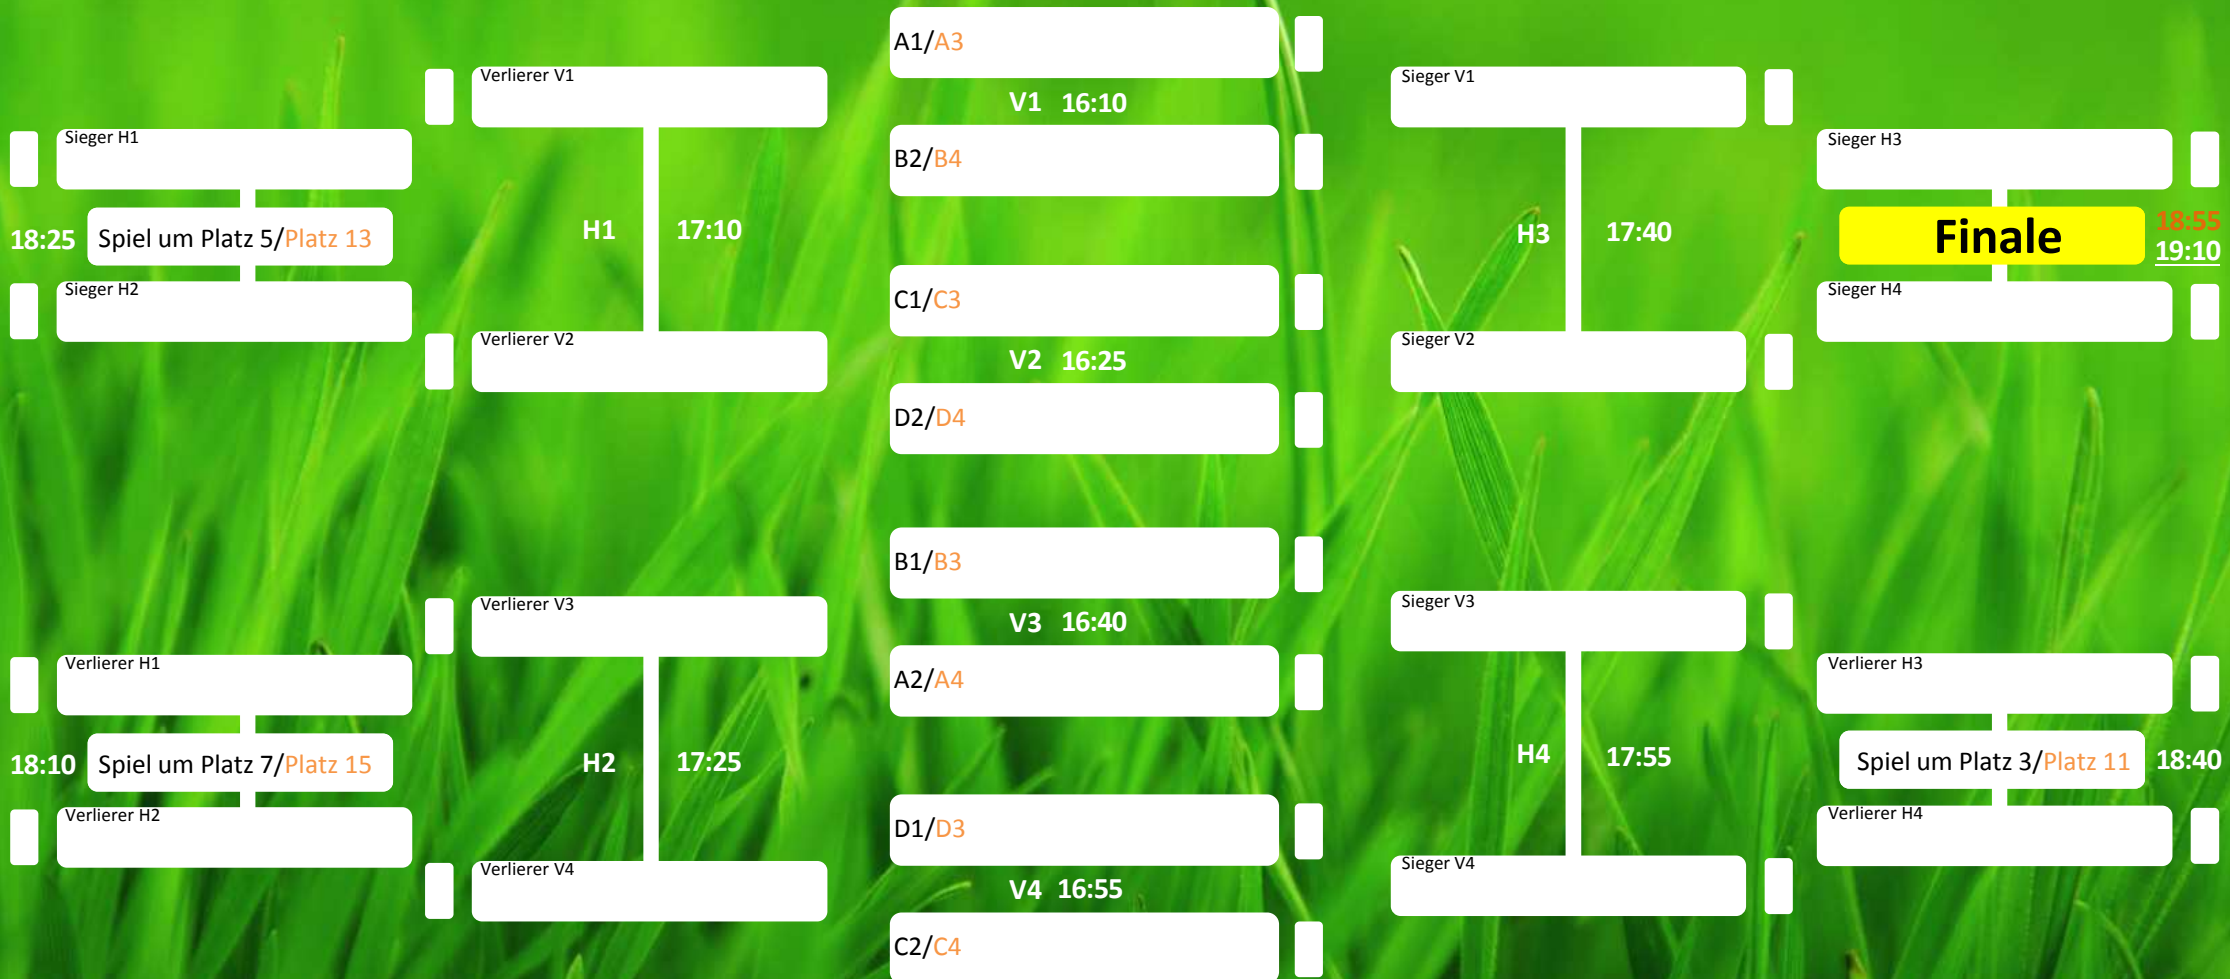 A1/A3
V1 16:10
B2/B4
C1/C3
V2 16:25
D2/D4
B1/B3
V3 16:40
A2/A4
D1/D3
V4 16:55
C2/C4
Verlierer V1
H1 17:10
Verlierer V2
Verlierer V3
H2 17:25
Verlierer V4
Sieger H1
18:25 Spiel um Platz 5/Platz 13
Sieger H2
Verlierer H1
18:10 Spiel um Platz 7/Platz 15
Verlierer H2
Sieger V1
H3 17:40
Sieger V2
Sieger V3
H4 17:55
Sieger V4
Sieger H3
Finale 18:55
19:10
Sieger H4
Verlierer H3
Spiel um Platz 3/Platz 11 18:40
Verlierer H4